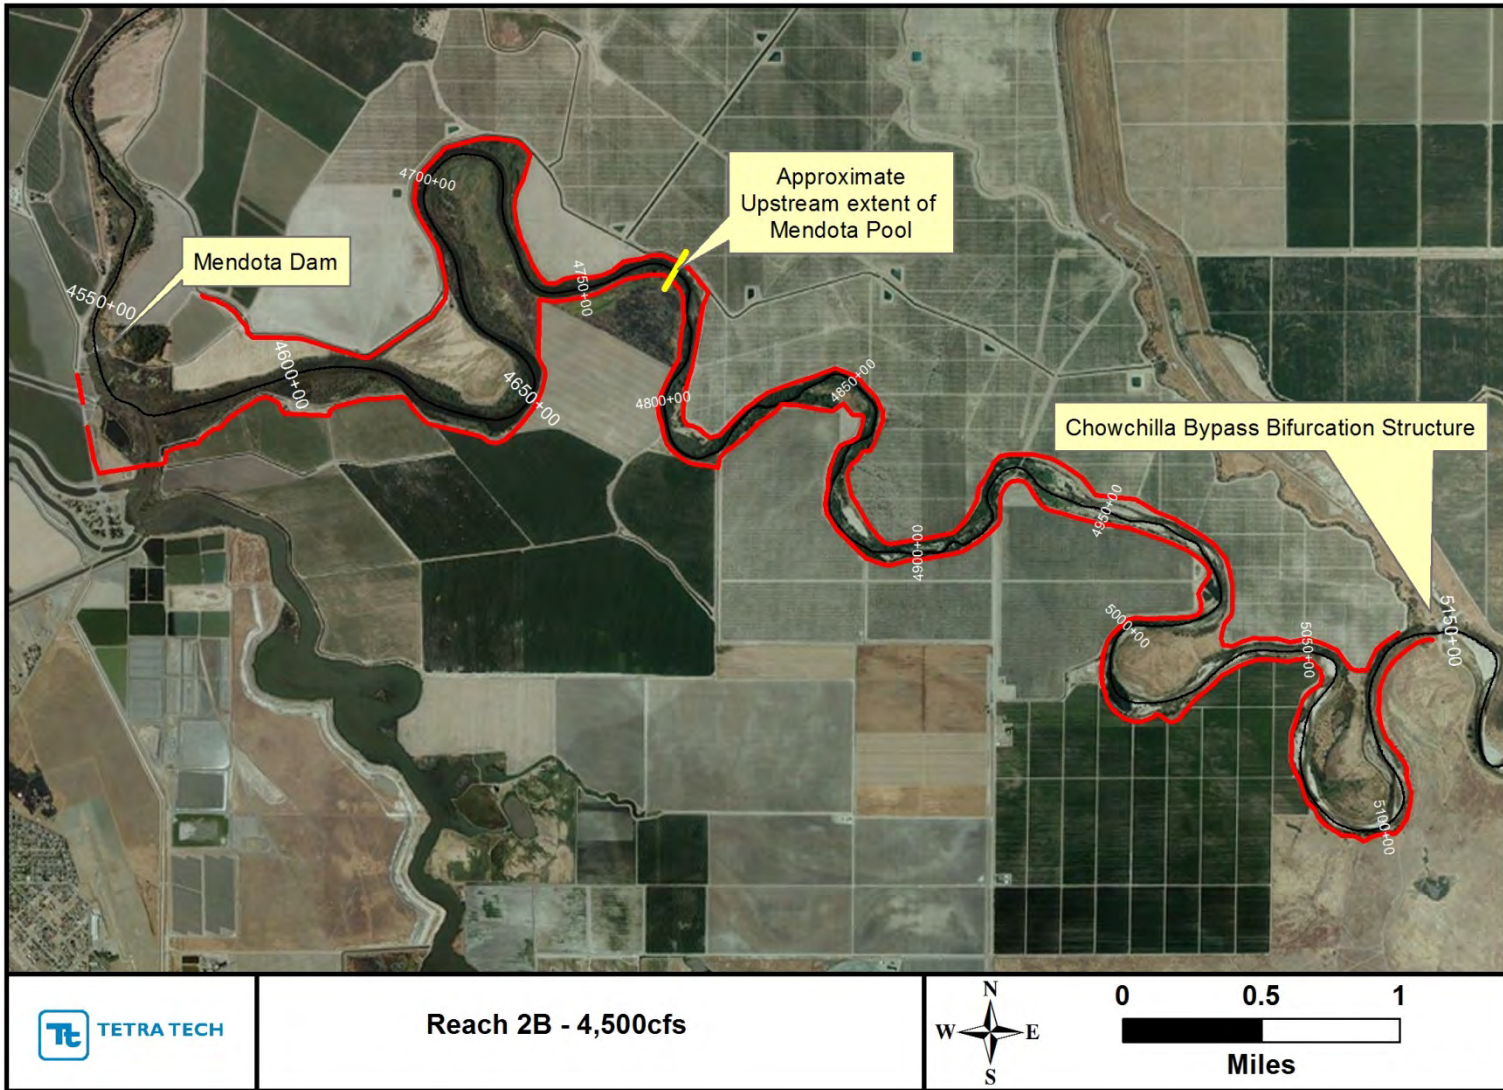 4700+00
Approximate
Upstream extent of
Mendota Pool
Mendota Dam
4550+00
4750+00
4600+00
4650+00
4800+00
4850+00
Chowchilla Bypass Bifurcation Structure
4950+00
4900+00
5000+00
5050+00
5150+00
5100+00
Tt TETRA TECH
Reach 2B - 4,500cfs
N
W E
S
0 0.5 1
Miles